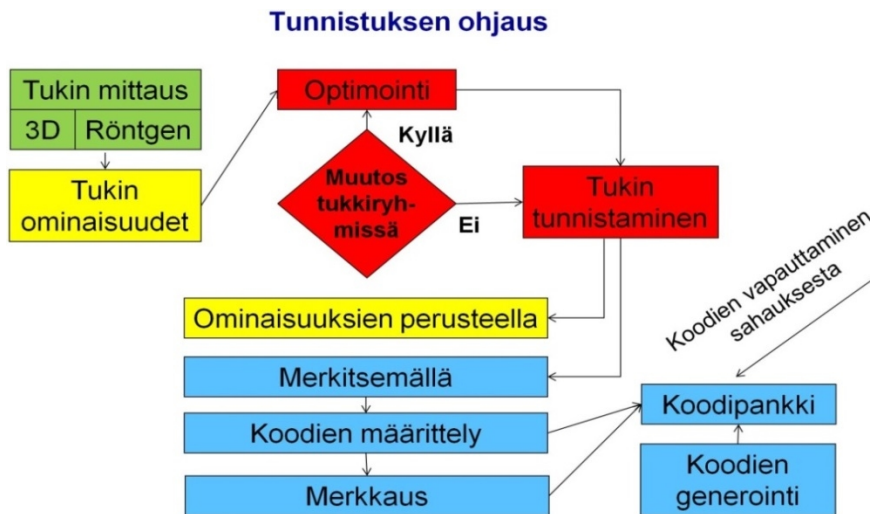 Tunnistuksen ohjaus
Tukin mittaus
3D
Röntgen
Tukin
ominaisuudet
Optimointi
Kyllä
Muutos
tukkiryh-
missä
Ei
Tukin
tunnistaminen
Ominaisuuksien perusteella
Merkitsemällä
Koodien määrittely
Merkkaus
Koodien vapauttaminen
sahauksesta
Koodipankki
Koodien
generointi